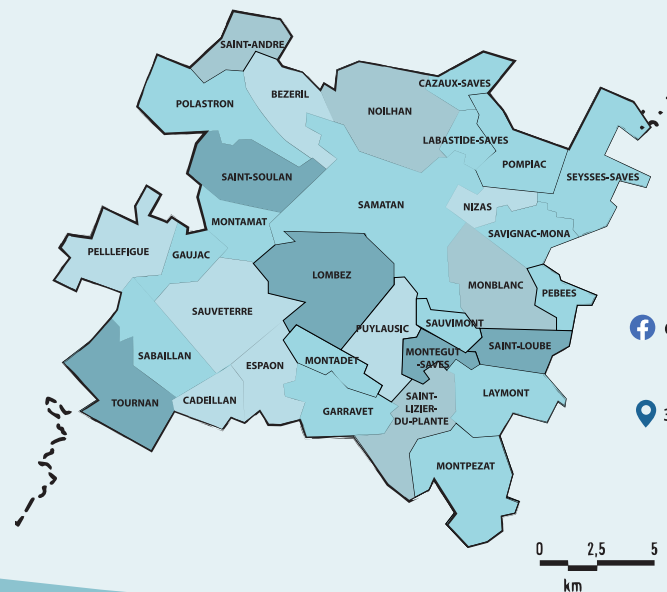 SAINT-ANDRE
CAZAUX-SAVES
BEZERIL
POLASTRON
NOILHAN
LABASTIDE-SAVES
POMPIAC
SAINT-SOULAN
SEYSSES-SAVES
SAMATAN
NIZAS
MONTAMAT
SAVIGNAC-MONA
PELLLEFIGUE
GAUJAC
LOMBEZ
MONBLANC
PEBEES
SAUVETERRE
PUYLAUSIC
SAUVIMONT
SAINT-LOUBE
SABAILLAN
MONTADET
MONTEGUT
-SAVES
ESPAON
TOURNAN
CADEILLAN
GARRAVET
SAINT-
LIZIER-
DU-PLANTE
LAYMONT
MONTPEZAT
3
0 2,5 5
km